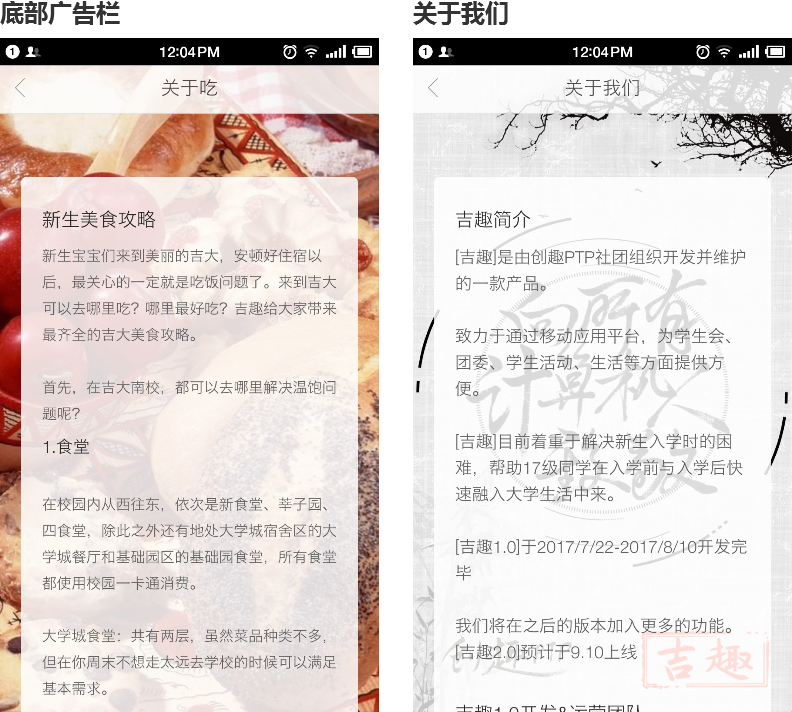 底部广告栏
12:04PM
关于吃
新生美食攻略
新生宝宝们来到美丽的吉大，安顿好住宿以
后，最关心的一定就是吃饭问题了。来到吉大
可以去哪里吃？哪里最好吃？吉趣给大家带来
最齐全的吉大美食攻略。
首先，在吉大南校，都可以去哪里解决温饱问
题呢？
1.食堂
在校园内从西往东，依次是新食堂、莘子园、
四食堂，除此之外还有地处大学城宿舍区的大
学城餐厅和基础园区的基础园食堂，所有食堂
都使用校园一卡通消费。
大学城食堂：共有两层，虽然菜品种类不多，
但在你周末不想走太远去学校的时候可以满足
基本需求。
关于我们
12:04PM
关于我们
吉趣简介
[吉趣]是由创趣PTP社团组织开发并维护
的一款产品。
致力于通过移动应用平台，为学生会、
团委、学生活动、生活等方面提供方
便。
[吉趣]目前着重于解决新生入学时的困
难，帮助17级同学在入学前与入学后快
速融入大学生活中来。
[吉趣1.0]于2017/7/22-2017/8/10开发完
毕
我们将在之后的版本加入更多的功能。
[吉趣2.0]预计于9.10上线
吉趣1.0开发&运营团队
向所有
计算机人
致敬
吉趣